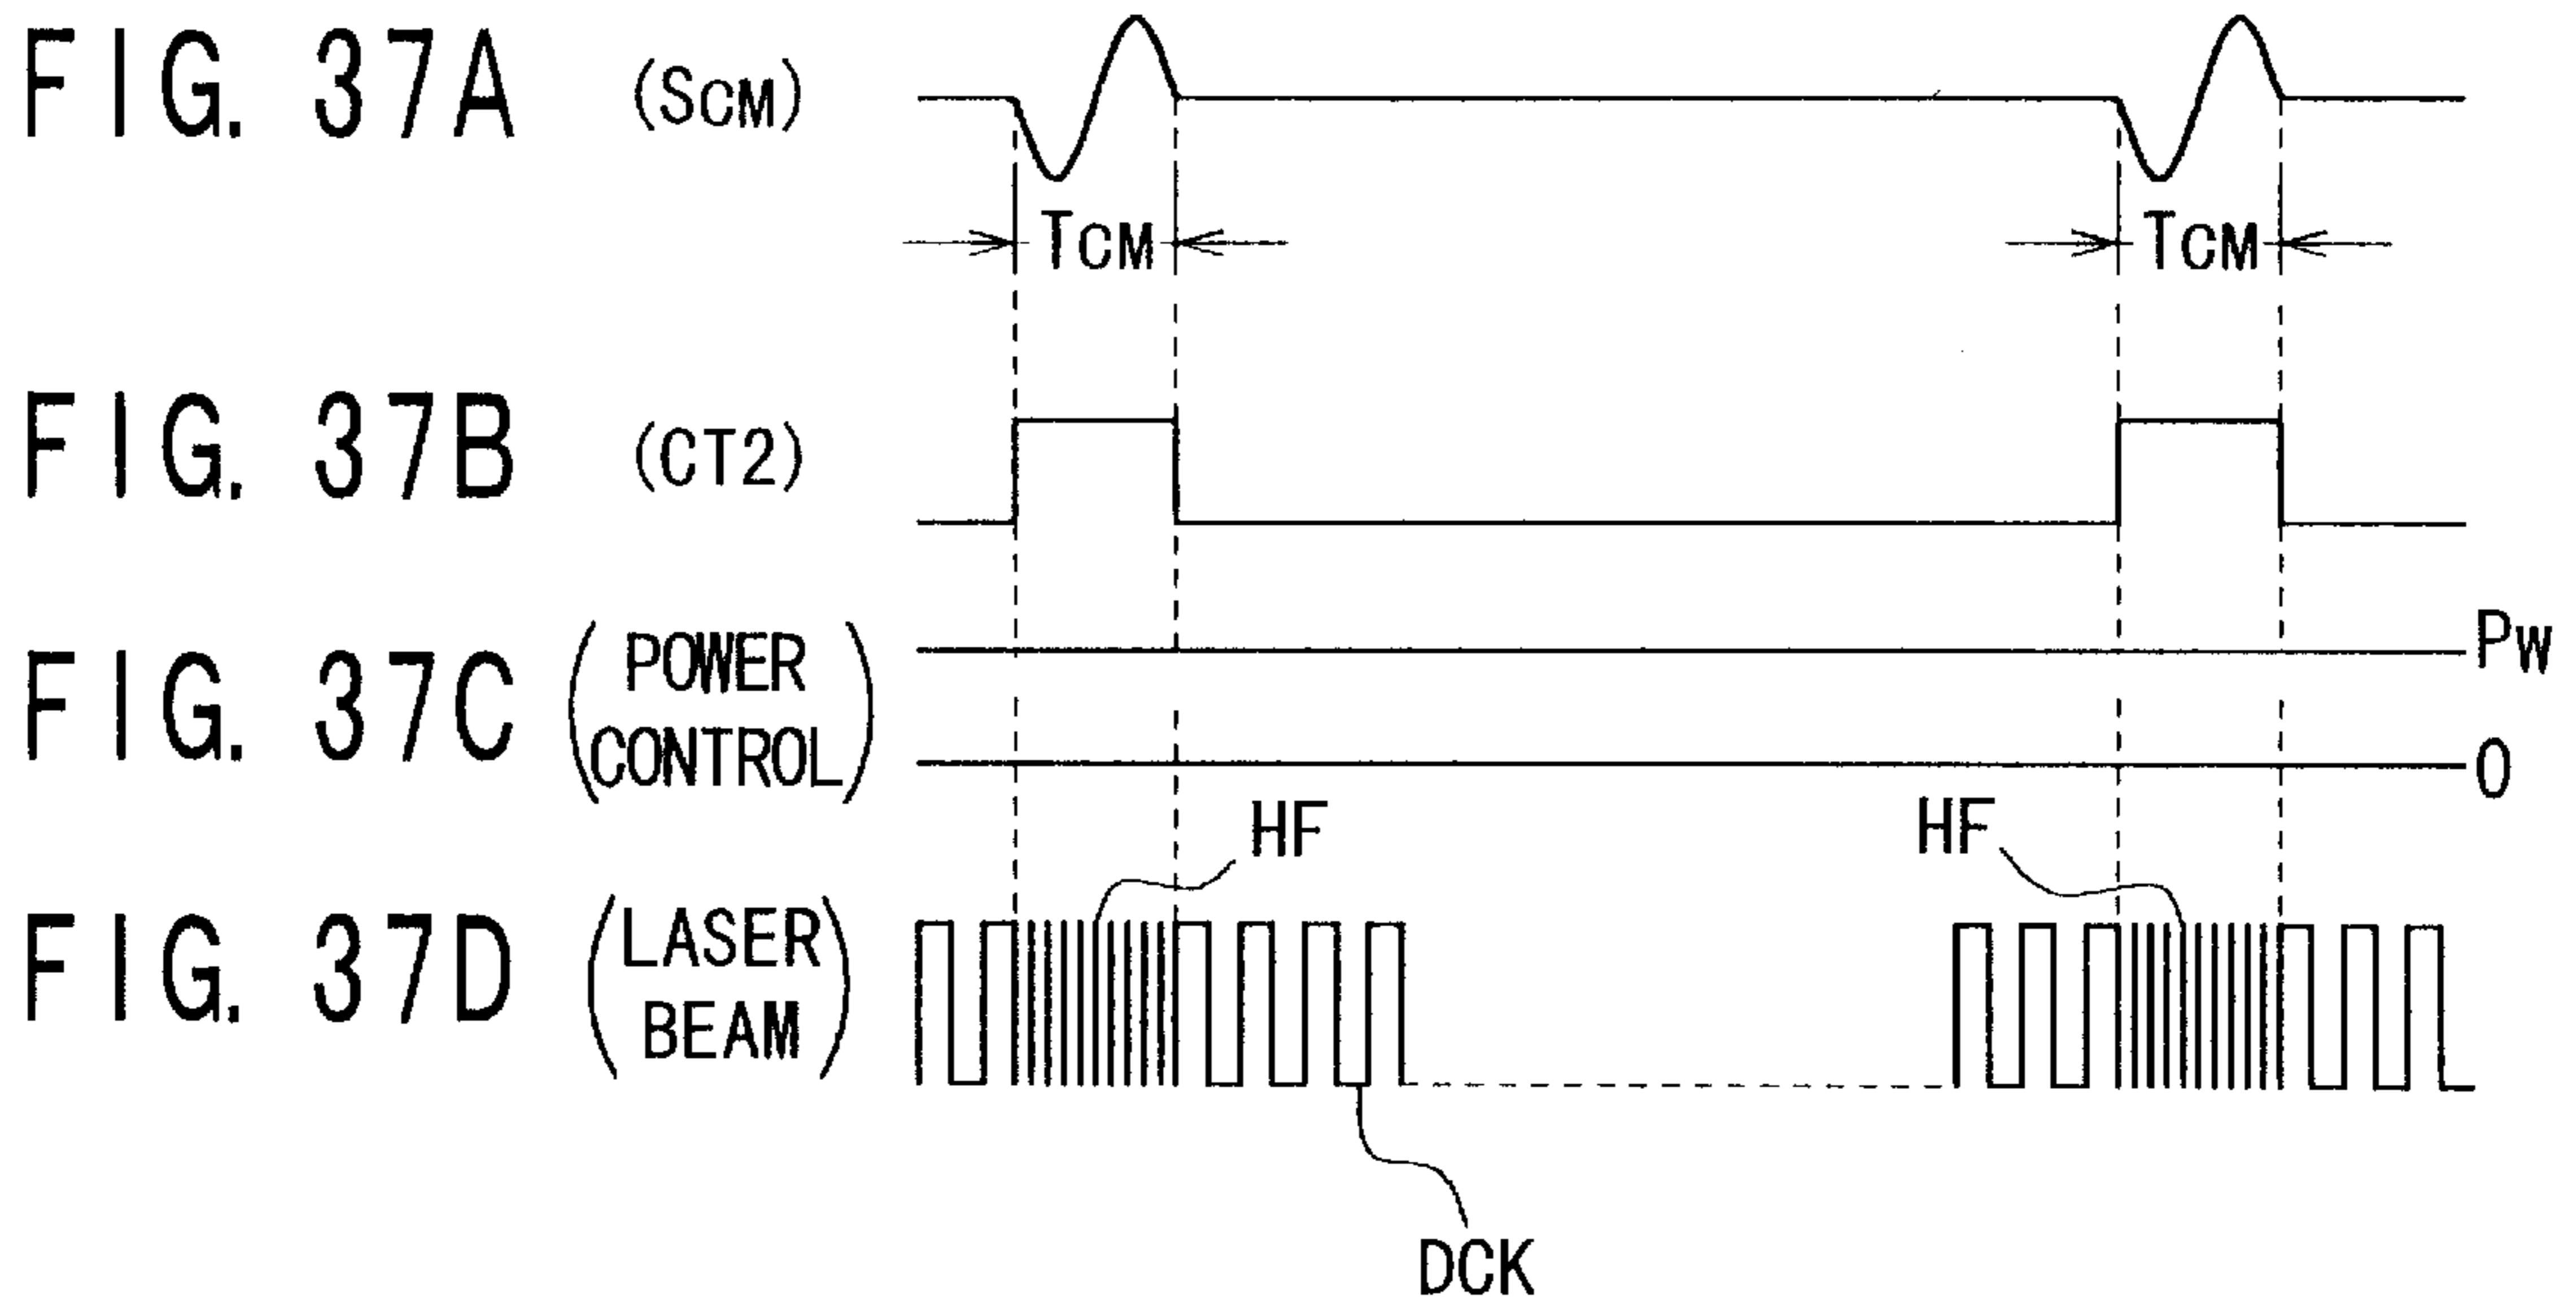 FIG. 37A (SCM)
TCM TCM
FIG. 37B (CT2)
FIG. 37C (POWER CONTROL)
PW
0
HF HF
FIG. 37D (LASER BEAM)
DCK